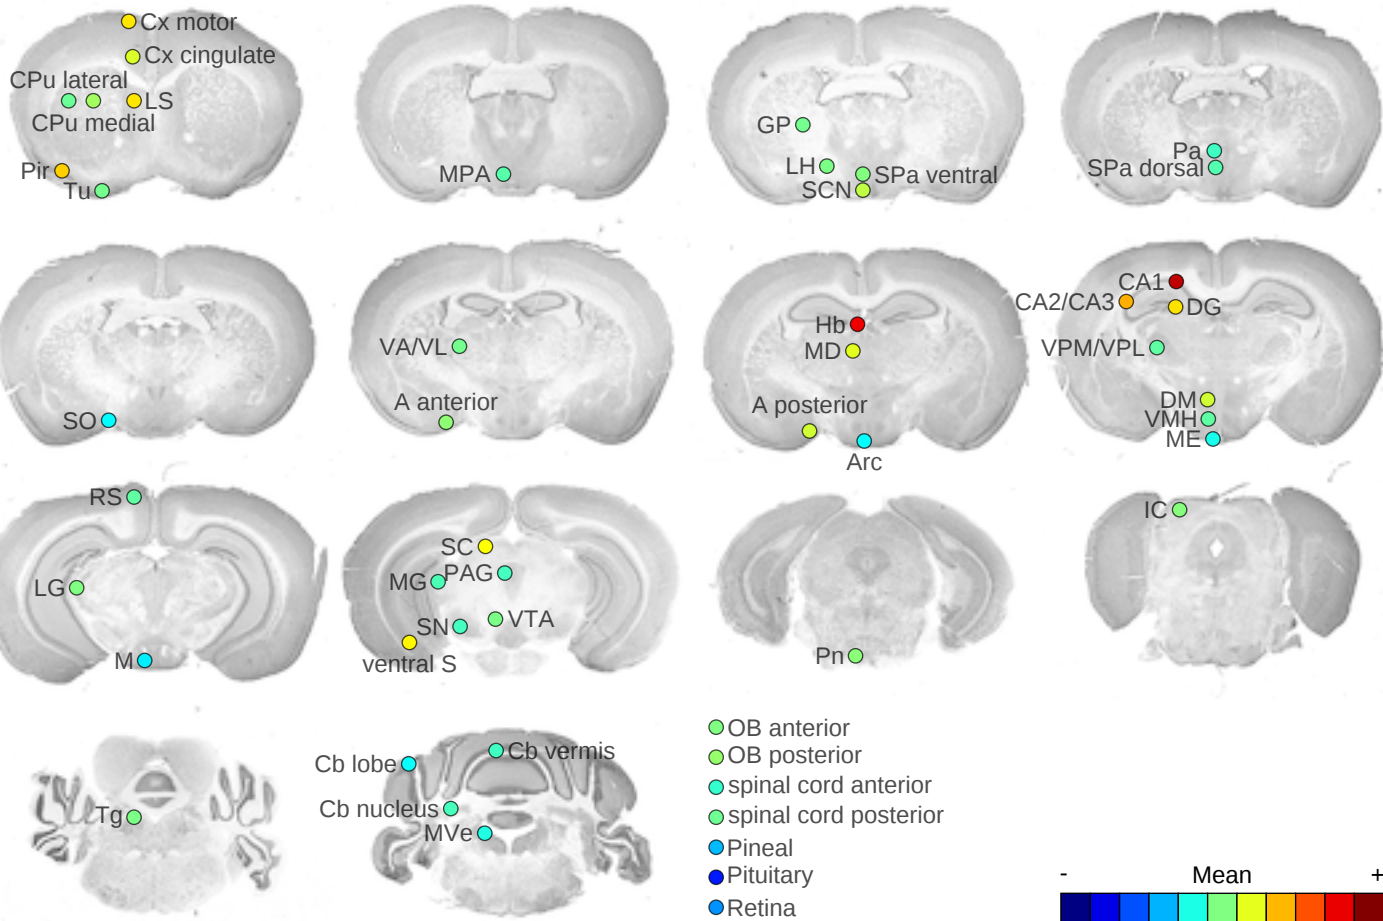 Cx motor
Cx cingulate
CPu lateral
LS
CPu medial
Pir
Tu
MPA
GP
LH
SPa ventral
SCN
Pa
SPa dorsal
SO
VA/VL
A anterior
Hb
MD
A posterior
Arc
CA1
CA2/CA3
DG
VPM/VPL
DM
VMH
ME
RS
LG
M
SC
MG
PAG
SN
VTA
ventral S
Pn
IC
Tg
Cb lobe
Cb vermis
Cb nucleus
MVe
OB anterior
OB posterior
spinal cord anterior
spinal cord posterior
Pineal
Pituitary
Retina
- Mean +